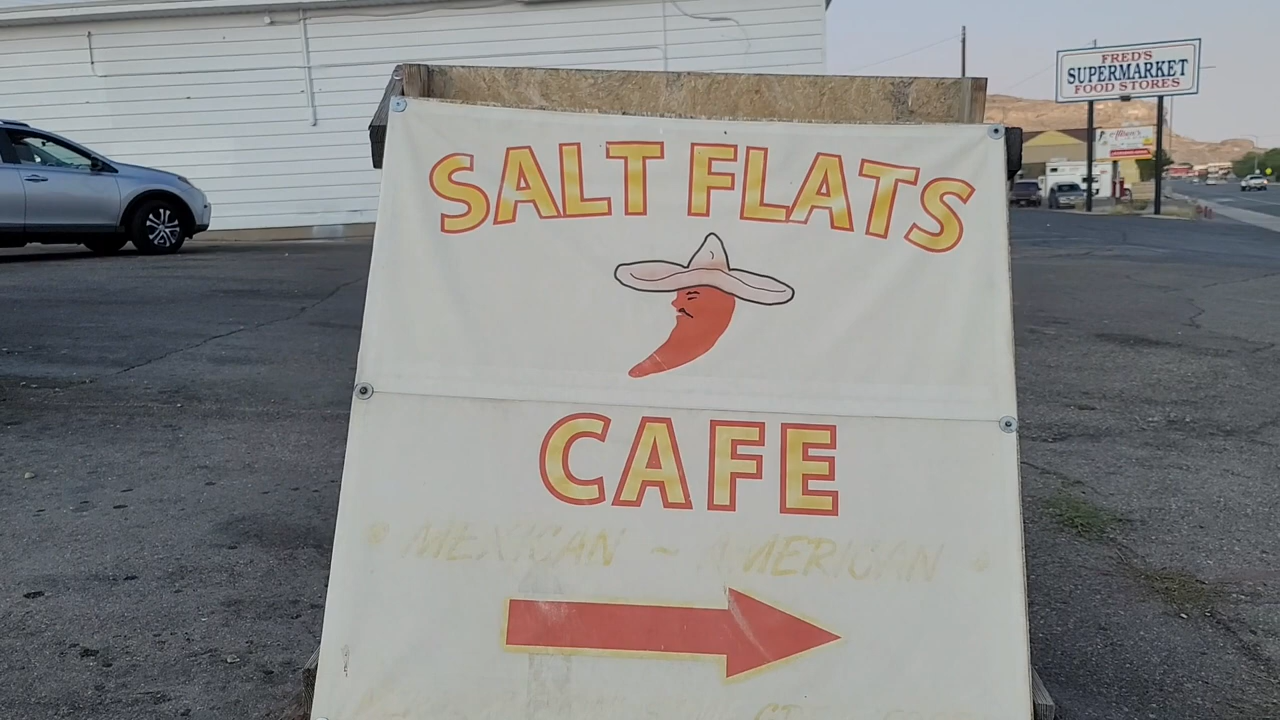 SALT FLATS
CAFE
MEXICAN ~ AMERICAN
FRED'S
SUPERMARKET
FOOD STORES